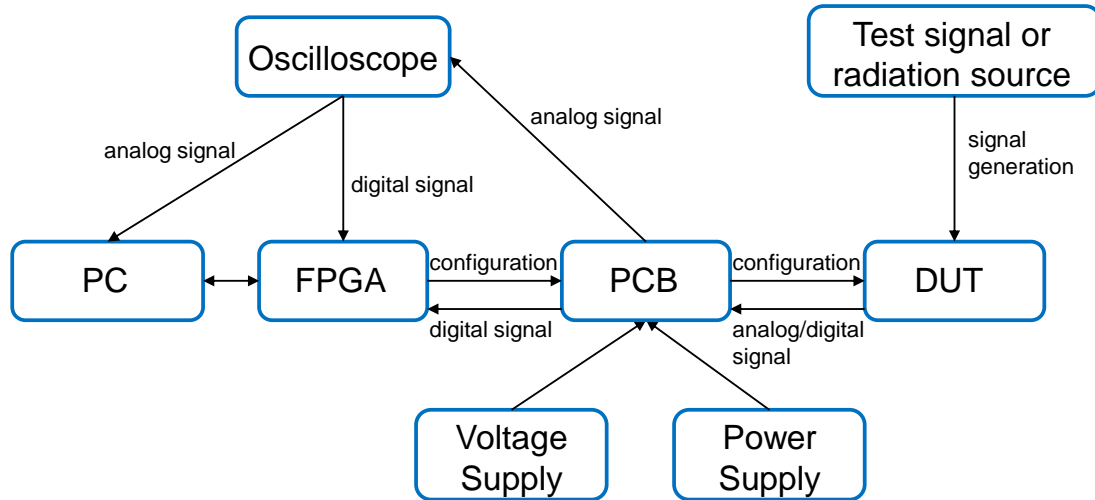 Oscilloscope
Test signal or
radiation source
analog signal
analog signal
digital signal
signal
generation
PC
FPGA
configuration
digital signal
PCB
configuration
analog/digital
signal
DUT
Voltage
Supply
Power
Supply